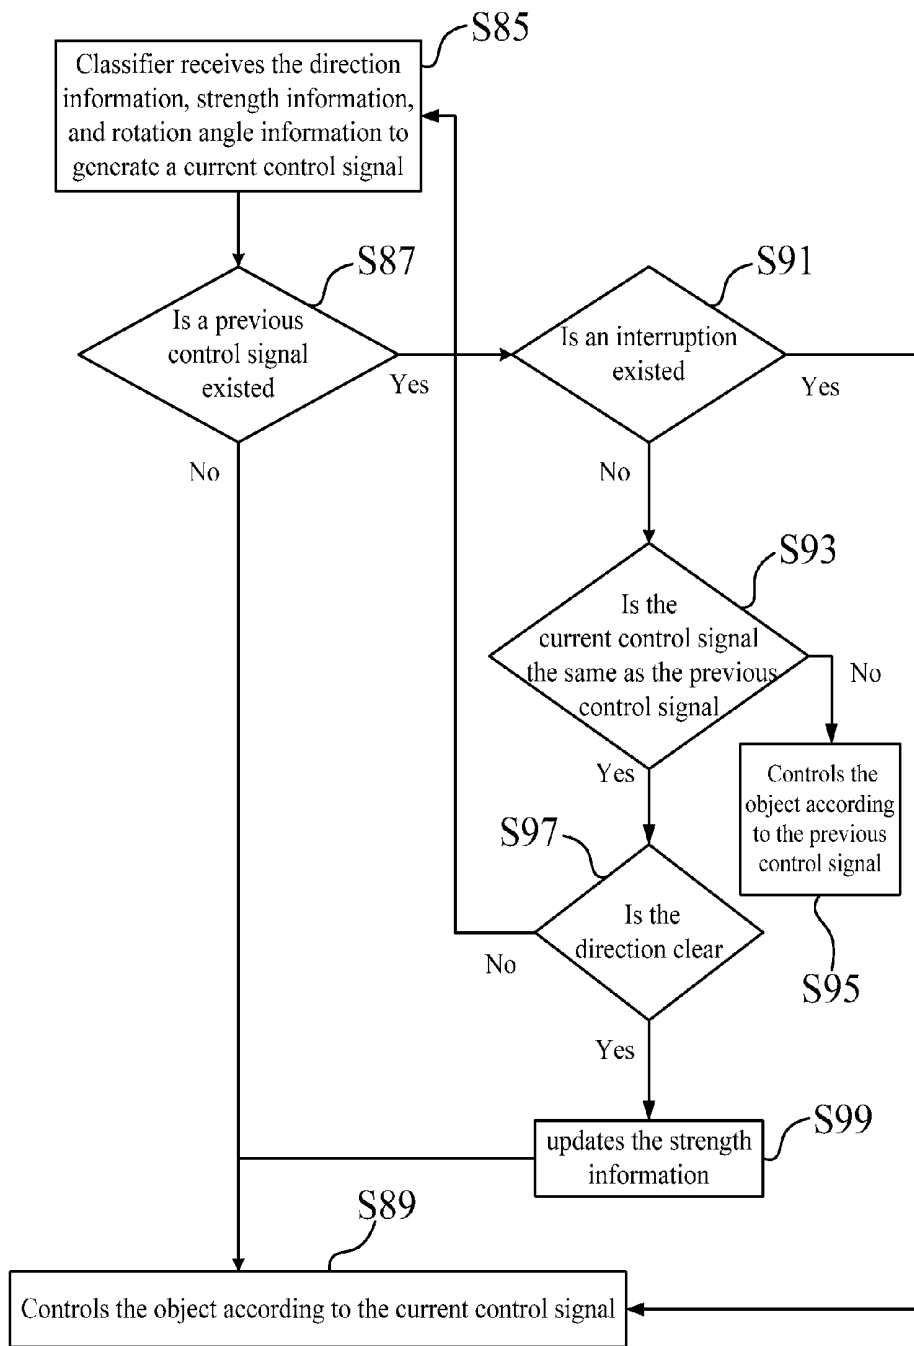 S85
Classifier receives the direction
information, strength information,
and rotation angle information to
generate a current control signal
S87
Is a previous
control signal
existed
Yes
No
S91
Is an interruption
existed
Yes
No
S93
Is the
current control signal
the same as the previous
control signal
No
Yes
Controls the
object according
to the previous
control signal
S95
S97
Is the
direction clear
No
Yes
S99
updates the strength
information
S89
Controls the object according to the current control signal